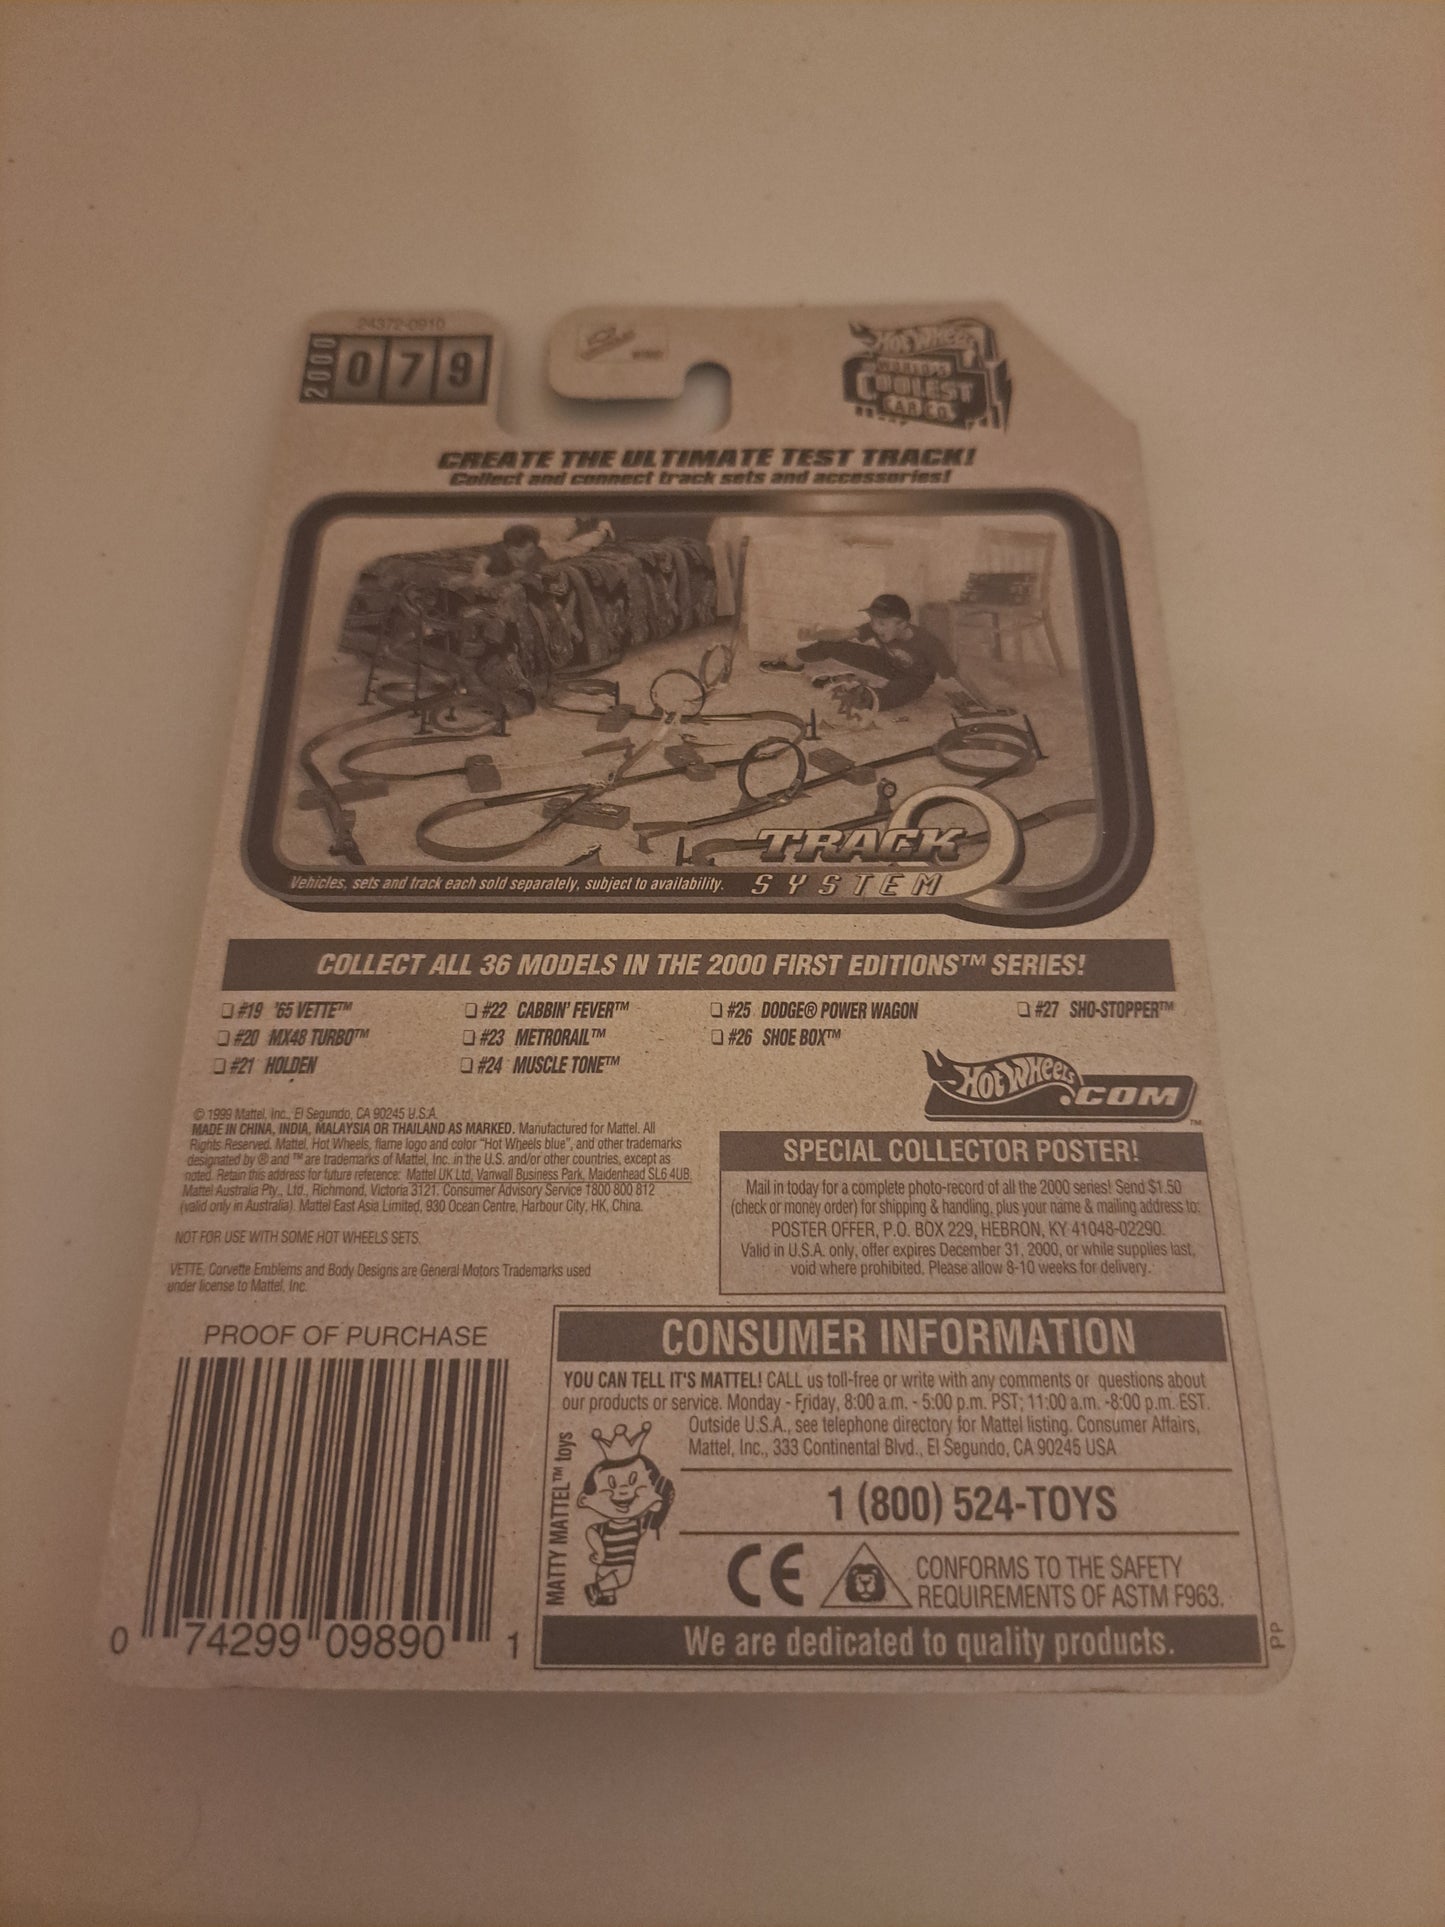 24372-0910
2000 079
HOT WHEELS
WORLD'S
COOLEST
CAR CO.
CREATE THE ULTIMATE TEST TRACK!
Collect and connect track sets and accessories!
TRACK
SYSTEM
Vehicles, sets and track each sold separately, subject to availability.
COLLECT ALL 36 MODELS IN THE 2000 FIRST EDITIONS™ SERIES!
#19 '65 VETTE™
#20 MX48 TURBO™
#21 HOLDEN
#22 CABBIN' FEVER™
#23 METRORAIL™
#24 MUSCLE TONE™
#25 DODGE® POWER WAGON
#26 SHOE BOX™
#27 SHO-STOPPER™
HOT WHEELS.COM™
© 1999 Mattel, Inc., El Segundo, CA 90245 U.S.A.
MADE IN CHINA, INDIA, MALAYSIA OR THAILAND AS MARKED. Manufactured for Mattel. All
Rights Reserved. Mattel, Hot Wheels, flame logo and color "Hot Wheels blue", and other trademarks
designated by ® and ™ are trademarks of Mattel, Inc. in the U.S. and/or other countries, except as
noted. Retain this address for future reference: Mattel UK Ltd, Vanwall Business Park, Maidenhead SL6 4UB.
Mattel Australia Pty., Ltd., Richmond, Victoria 3121. Consumer Advisory Service 1800 800 812
(valid only in Australia). Mattel East Asia Limited, 930 Ocean Centre, Harbour City, HK, China.
NOT FOR USE WITH SOME HOT WHEELS SETS.
VETTE, Corvette Emblems and Body Designs are General Motors Trademarks used
under license to Mattel, Inc.
SPECIAL COLLECTOR POSTER!
Mail in today for a complete photo-record of all the 2000 series! Send $1.50
(check or money order) for shipping & handling, plus your name & mailing address to:
POSTER OFFER, P.O. BOX 229, HEBRON, KY 41048-02290.
Valid in U.S.A. only, offer expires December 31, 2000, or while supplies last,
void where prohibited. Please allow 8-10 weeks for delivery.
PROOF OF PURCHASE
0 74299 09890 1
CONSUMER INFORMATION
YOU CAN TELL IT'S MATTEL! CALL us toll-free or write with any comments or questions about
our products or service. Monday - Friday, 8:00 a.m. - 5:00 p.m. PST; 11:00 a.m. -8:00 p.m. EST.
Outside U.S.A., see telephone directory for Mattel listing. Consumer Affairs,
Mattel, Inc., 333 Continental Blvd., El Segundo, CA 90245 USA
MATTY MATTEL™ toys
1 (800) 524-TOYS
CE
CONFORMS TO THE SAFETY
REQUIREMENTS OF ASTM F963.
We are dedicated to quality products.
PP